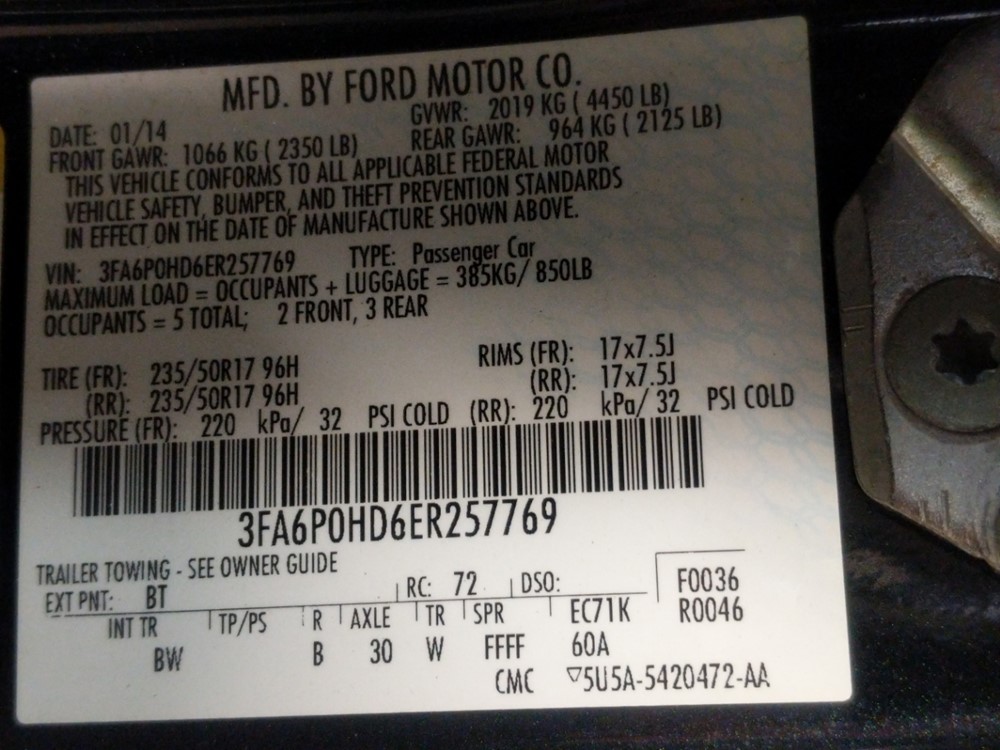 MFD. BY FORD MOTOR CO.
DATE: 01/14 GVWR: 2019 KG ( 4450 LB)
FRONT GAWR: 1066 KG ( 2350 LB) REAR GAWR: 964 KG ( 2125 LB)
THIS VEHICLE CONFORMS TO ALL APPLICABLE FEDERAL MOTOR
VEHICLE SAFETY, BUMPER, AND THEFT PREVENTION STANDARDS
IN EFFECT ON THE DATE OF MANUFACTURE SHOWN ABOVE.
VIN: 3FA6P0HD6ER257769 TYPE: Passenger Car
MAXIMUM LOAD = OCCUPANTS + LUGGAGE = 385KG/ 850LB
OCCUPANTS = 5 TOTAL; 2 FRONT, 3 REAR
TIRE (FR): 235/50R17 96H RIMS (FR): 17x7.5J
(RR): 235/50R17 96H (RR): 17x7.5J
PRESSURE (FR): 220 kPa/ 32 PSI COLD (RR): 220 kPa/ 32 PSI COLD
3FA6P0HD6ER257769
TRAILER TOWING - SEE OWNER GUIDE
EXT PNT: BT RC: 72 DSO: F0036
INT TR TP/PS R AXLE TR SPR EC71K R0046
BW B 30 W FFFF 60A
CMC ▽5U5A-5420472-AA